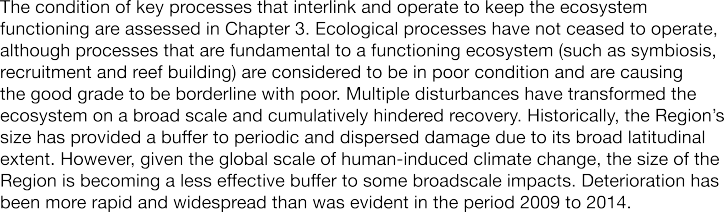 The condition of key processes that interlink and operate to keep the ecosystem
functioning are assessed in Chapter 3. Ecological processes have not ceased to operate,
although processes that are fundamental to a functioning ecosystem (such as symbiosis,
recruitment and reef building) are considered to be in poor condition and are causing
the good grade to be borderline with poor. Multiple disturbances have transformed the
ecosystem on a broad scale and cumulatively hindered recovery. Historically, the Region’s
size has provided a buffer to periodic and dispersed damage due to its broad latitudinal
extent. However, given the global scale of human-induced climate change, the size of the
Region is becoming a less effective buffer to some broadscale impacts. Deterioration has
been more rapid and widespread than was evident in the period 2009 to 2014.